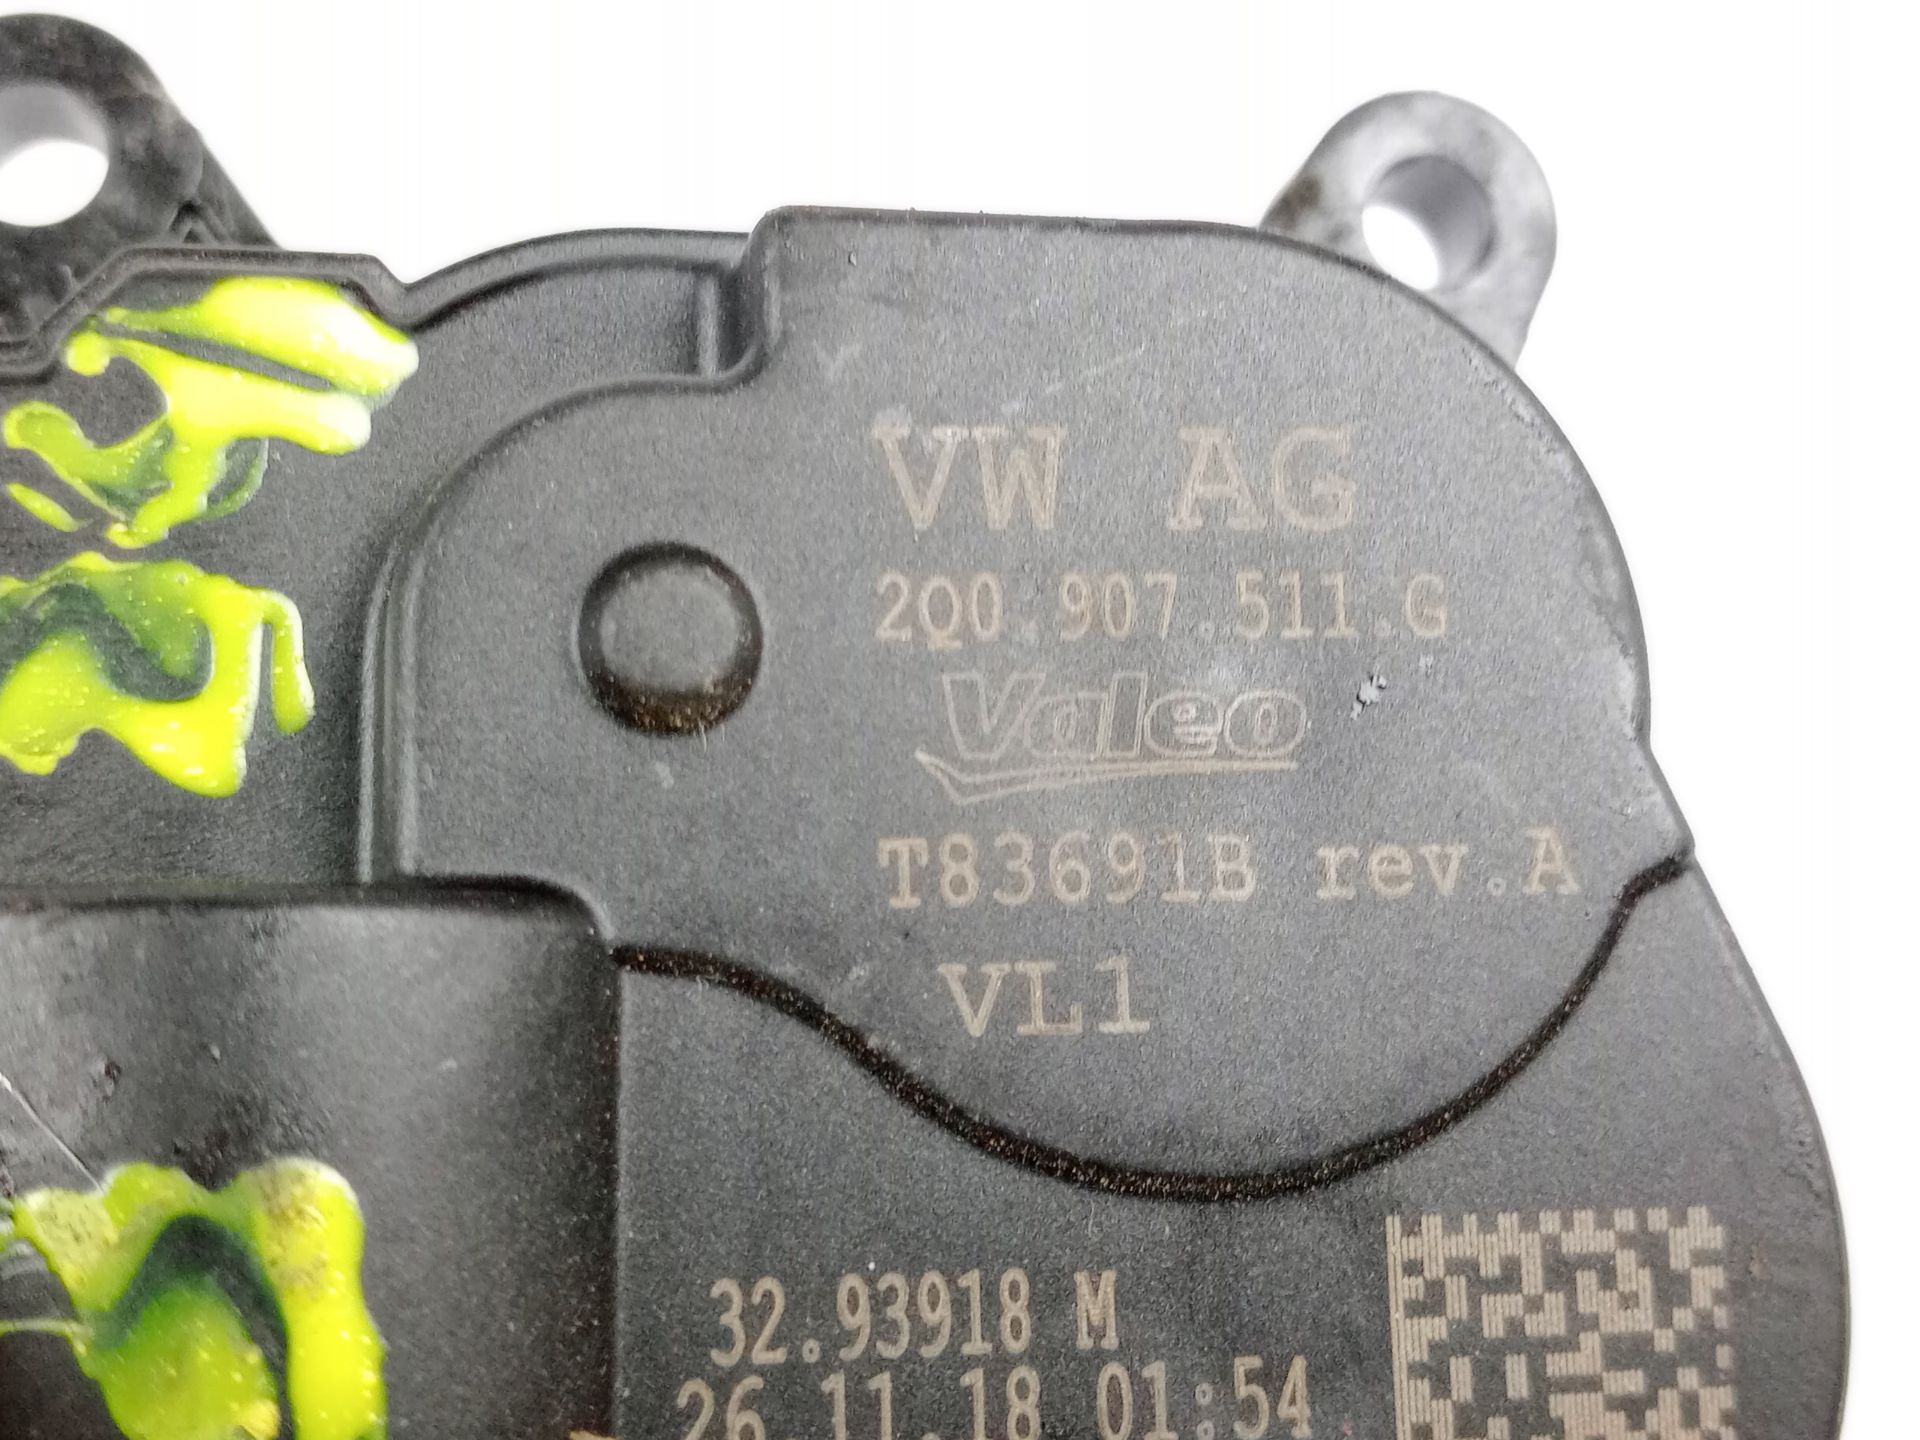 VW AG
2Q0.907.511.G
Valeo
T83691B rev.A
VL1
32.93918 M
26.11.18 01:54